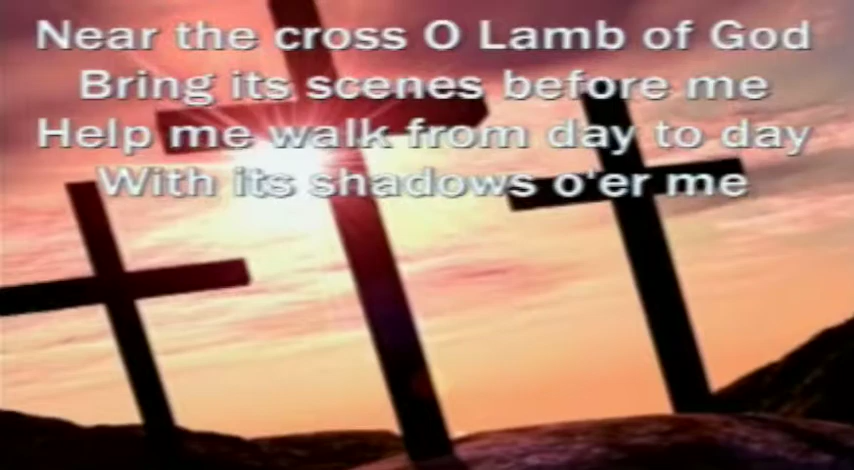 Near the cross O Lamb of God
Bring its scenes before me
Help me walk from day to day
With its shadows o'er me